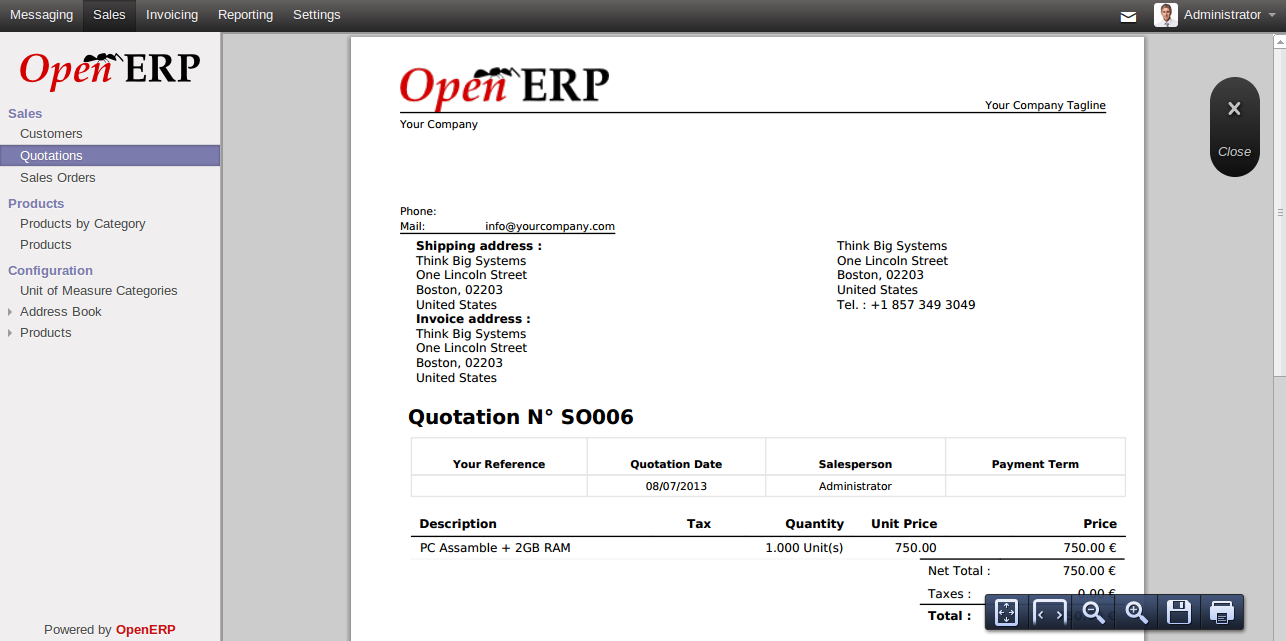 Messaging Sales Invoicing Reporting Settings Administrator
Open ERP
Sales
Customers
Quotations
Sales Orders
Products
Products by Category
Products
Configuration
Unit of Measure Categories
Address Book
Products
Powered by OpenERP
Open ERP
Your Company Tagline
Your Company
Phone:
Mail: info@yourcompany.com
Shipping address :
Think Big Systems
One Lincoln Street
Boston, 02203
United States
Invoice address :
Think Big Systems
One Lincoln Street
Boston, 02203
United States
Think Big Systems
One Lincoln Street
Boston, 02203
United States
Tel. : +1 857 349 3049
Quotation N° SO006
Your Reference Quotation Date Salesperson Payment Term
08/07/2013 Administrator
Description Tax Quantity Unit Price Price
PC Assamble + 2GB RAM 1.000 Unit(s) 750.00 750.00 €
Net Total : 750.00 €
Taxes : 0.00 €
Total :
Close